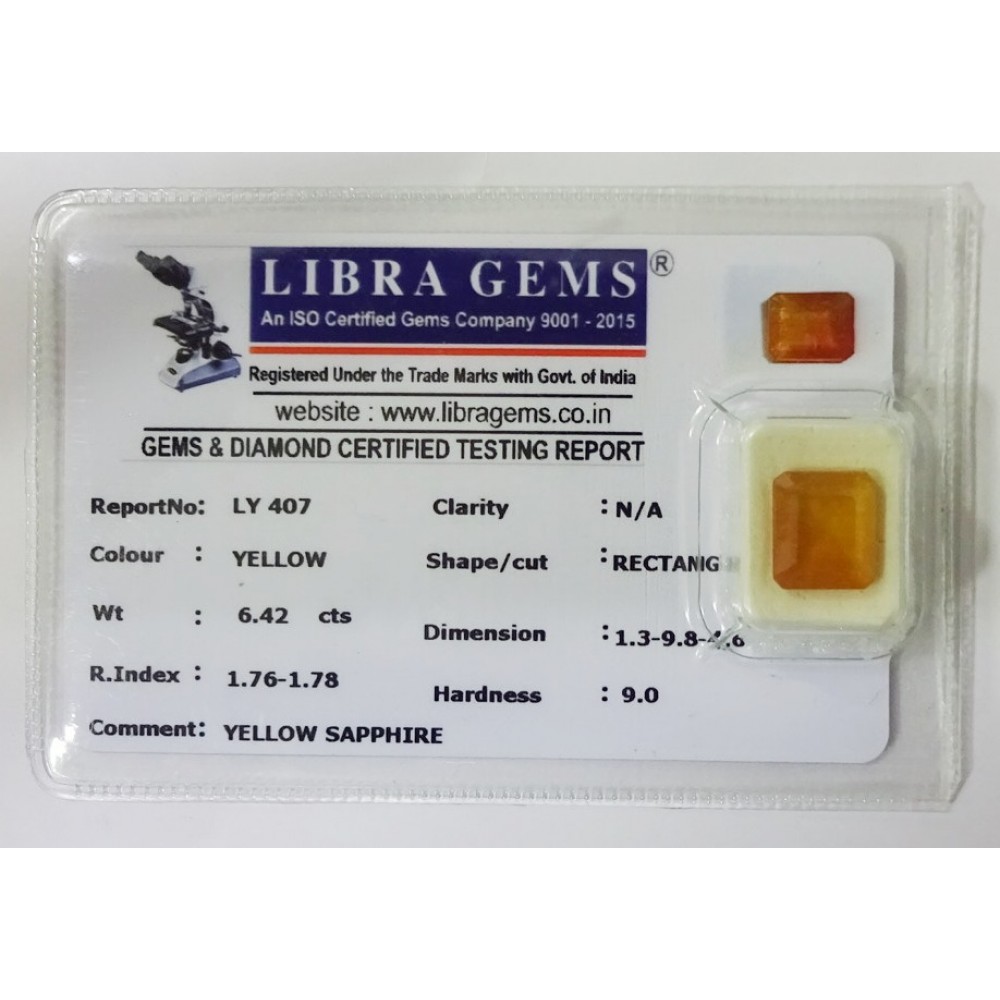 LIBRA GEMS ®
An ISO Certified Gems Company 9001 - 2015
Registered Under the Trade Marks with Govt. of India
website : www.libragems.co.in
GEMS & DIAMOND CERTIFIED TESTING REPORT
ReportNo: LY 407
Colour : YELLOW
Wt : 6.42 cts
R.Index : 1.76-1.78
Comment: YELLOW SAPPHIRE
Clarity : N/A
Shape/cut : RECTANG
Dimension : 1.3-9.8-4.6
Hardness : 9.0